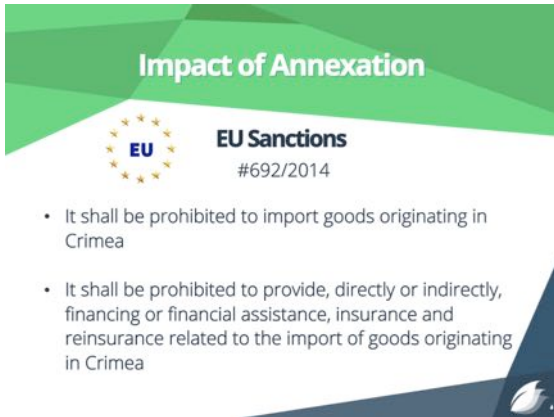 Impact of Annexation
EU
EU Sanctions
#692/2014
• It shall be prohibited to import goods originating in
Crimea
• It shall be prohibited to provide, directly or indirectly,
financing or financial assistance, insurance and
reinsurance related to the import of goods originating
in Crimea